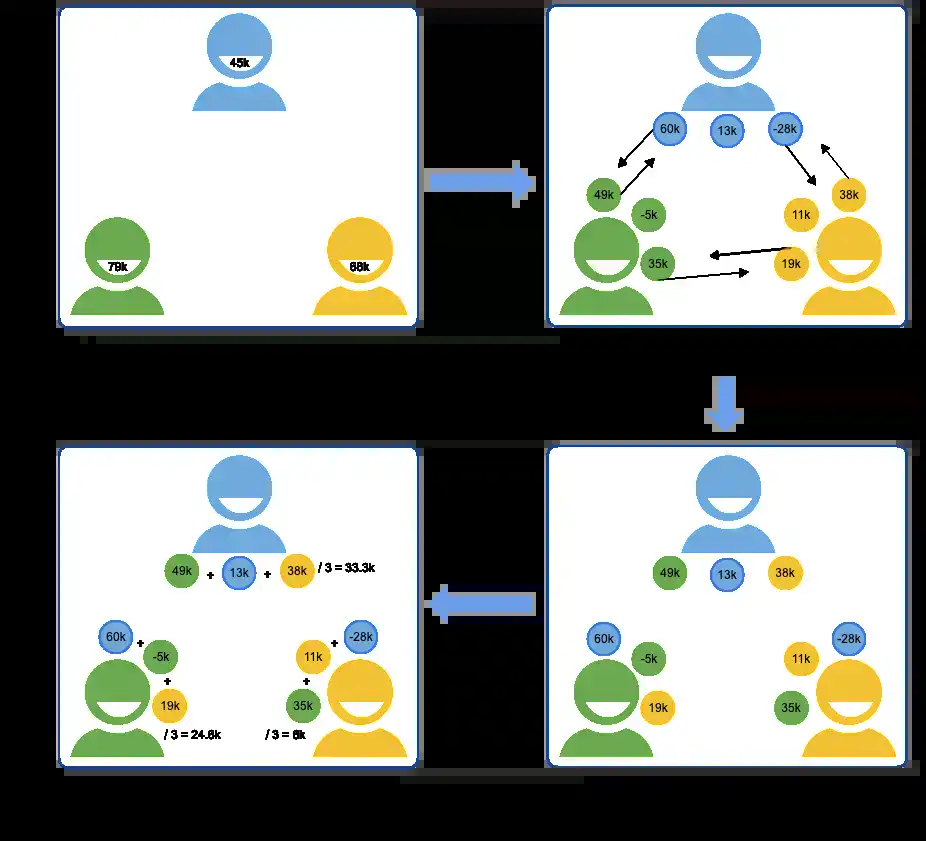 45k
79k
68k
60k
13k
-28k
49k
38k
-5k
11k
35k
19k
49k
+
13k
+
38k
/ 3 = 33.3k
60k
+
-5k
+
19k
/ 3 = 24.6k
-28k
+
11k
+
35k
/ 3 = 6k
49k
13k
38k
60k
-28k
-5k
11k
19k
35k